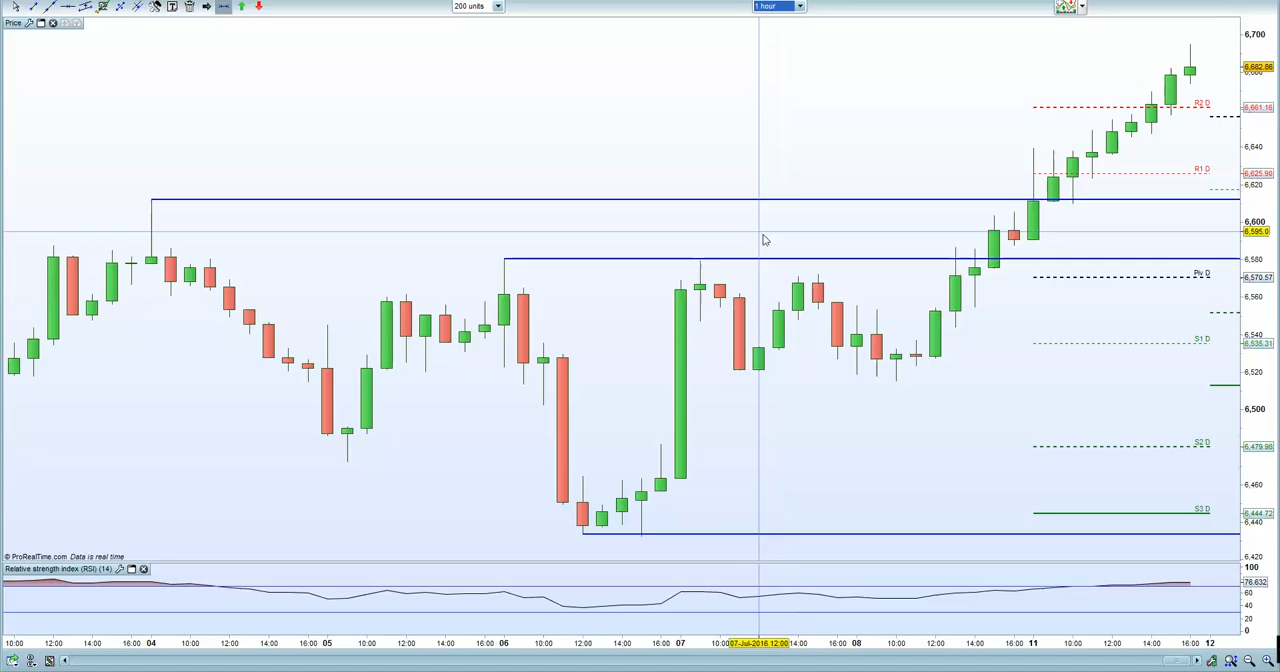 200 units
1 hour
Price
6,700
6,682.86
6,680
R2 D
6,661.16
6,640
R1 D
6,625.90
6,620
6,600
6,595.0
6,580
Piv D
6,570.57
6,560
6,540
S1 D
6,535.31
6,520
6,500
S2 D
6,479.98
6,460
S3 D
6,444.72
6,440
6,420
© ProRealTime.com Data is real time
Relative strength index (RSI) (14)
100
76.632
60
40
20
0
10:00 12:00 14:00 04 10:00 12:00 14:00 05 10:00 12:00 14:00 06 10:00 12:00 14:00 16:00 07 10:00 07-Jul-2016 12:00 14:00 16:00 08 10:00 12:00 14:00 16:00 11 10:00 12:00 14:00 16:00 12